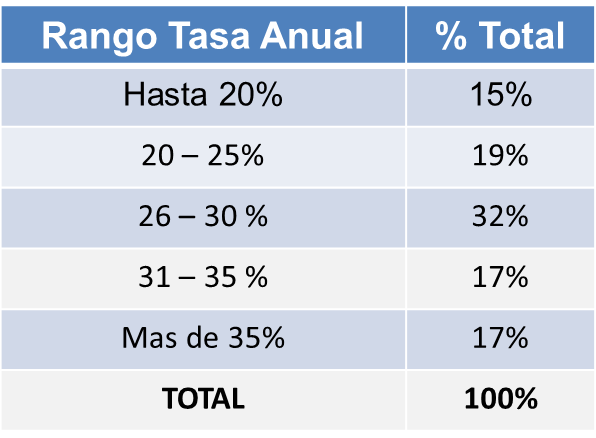 Rango Tasa Anual % Total
Hasta 20% 15%
20 – 25% 19%
26 – 30 % 32%
31 – 35 % 17%
Mas de 35% 17%
TOTAL 100%